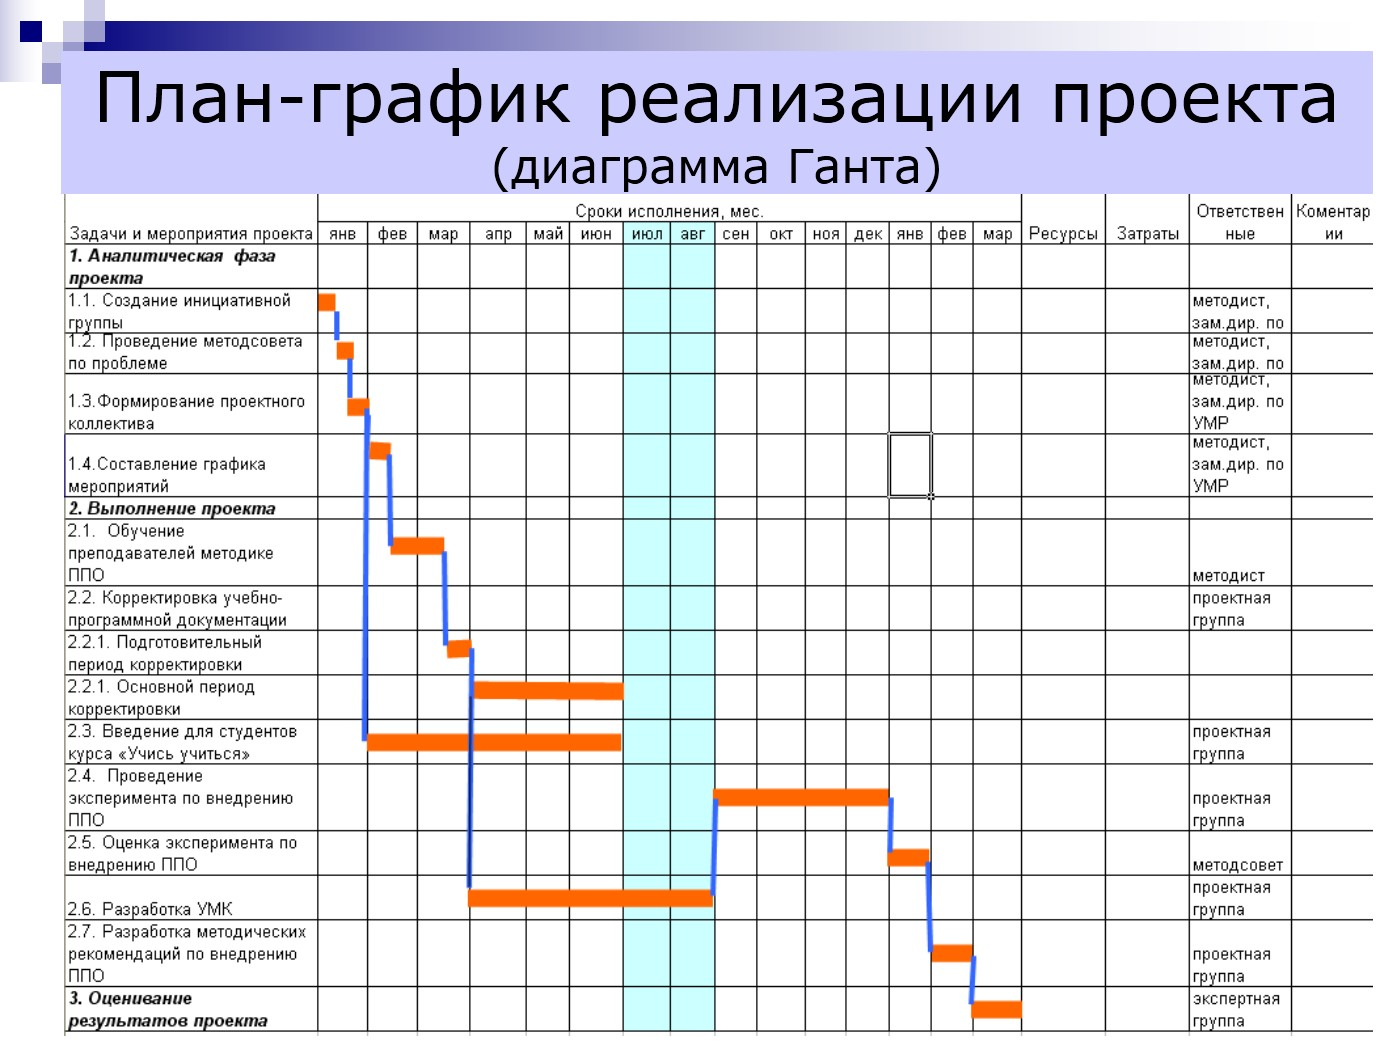 План-график реализации проекта
(диаграмма Ганта)
Сроки исполнения, мес.
Ответствен Коментар
Задачи и мероприятия проекта янв фев мар апр май июн июл авг сен окт ноя дек янв фев мар Ресурсы Затраты ные ии
1. Аналитическая фаза
проекта
1.1. Создание инициативной методист,
группы зам.дир. по
1.2. Проведение методсовета методист,
по проблеме зам.дир. по
методист,
1.3.Формирование проектного зам.дир. по
коллектива УМР
методист,
1.4.Составление графика зам.дир. по
мероприятий УМР
2. Выполнение проекта
2.1. Обучение
преподавателей методике
ППО методист
2.2. Корректировка учебно- проектная
программной документации группа
2.2.1. Подготовительный
период корректировки
2.2.1. Основной период
корректировки
2.3. Введение для студентов проектная
курса «Учись учиться» группа
2.4. Проведение
эксперимента по внедрению проектная
ППО группа
2.5. Оценка эксперимента по
внедрению ППО методсовет
проектная
2.6. Разработка УМК группа
2.7. Разработка методических
рекомендаций по внедрению проектная
ППО группа
3. Оценивание экспертная
результатов проекта группа